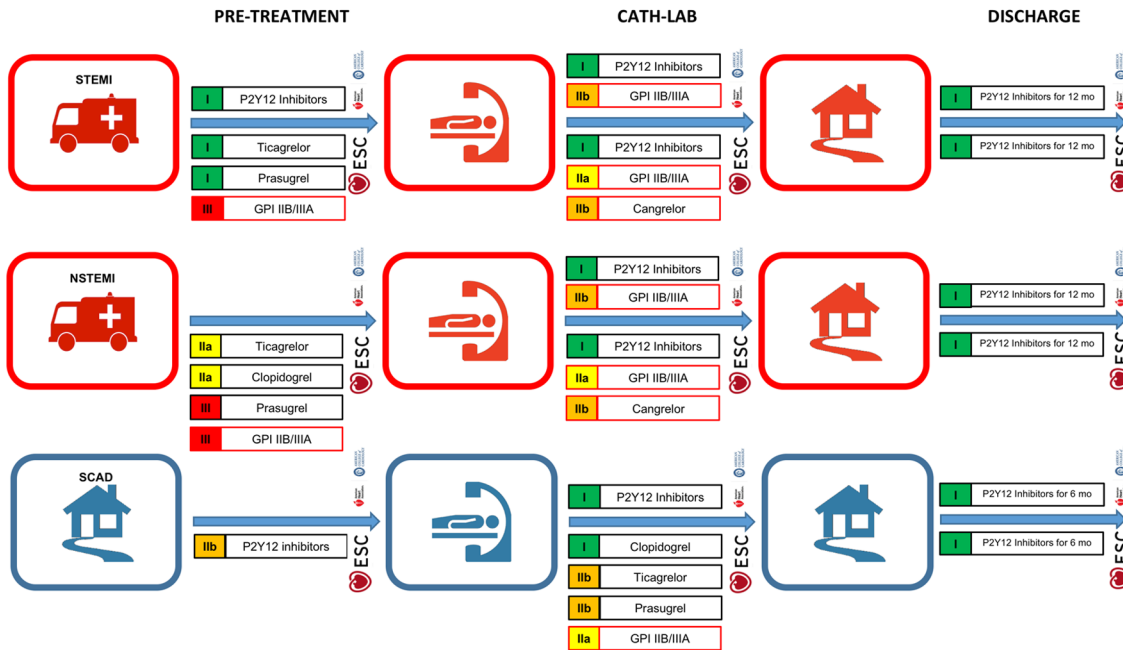 PRE-TREATMENT CATH-LAB DISCHARGE
STEMI
I P2Y12 Inhibitors
I Ticagrelor
I Prasugrel
III GPI IIB/IIIA
ESC
I P2Y12 Inhibitors
IIb GPI IIB/IIIA
I P2Y12 Inhibitors
IIa GPI IIB/IIIA
IIb Cangrelor
ESC
I P2Y12 Inhibitors for 12 mo
I P2Y12 Inhibitors for 12 mo
ESC
NSTEMI
IIa Ticagrelor
IIa Clopidogrel
III Prasugrel
III GPI IIB/IIIA
ESC
I P2Y12 Inhibitors
IIb GPI IIB/IIIA
I P2Y12 Inhibitors
IIa GPI IIB/IIIA
IIb Cangrelor
ESC
I P2Y12 Inhibitors for 12 mo
I P2Y12 Inhibitors for 12 mo
ESC
SCAD
IIb P2Y12 inhibitors
ESC
I P2Y12 Inhibitors
I Clopidogrel
IIb Ticagrelor
IIb Prasugrel
IIa GPI IIB/IIIA
ESC
I P2Y12 Inhibitors for 6 mo
I P2Y12 Inhibitors for 6 mo
ESC